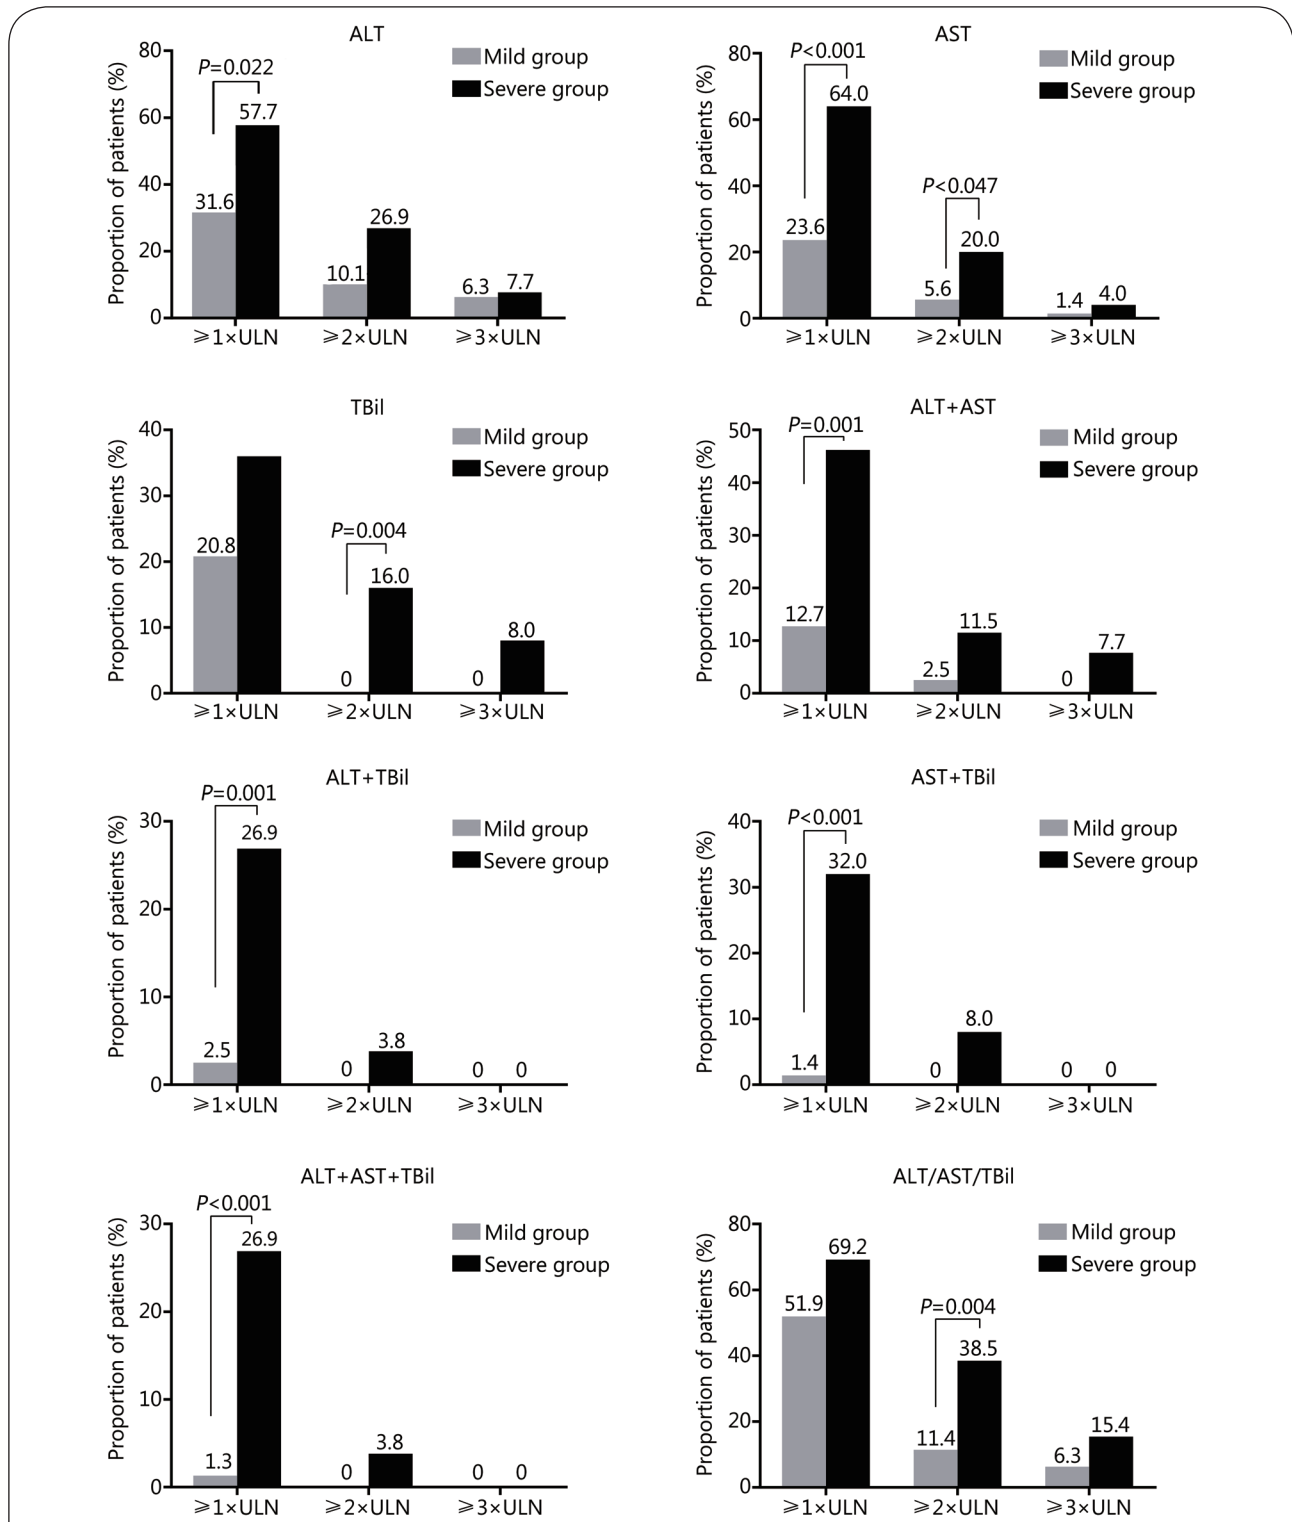 ALT
Proportion of patients (%)
80
60
40
20
0
Mild group
Severe group
P=0.022
31.6
57.7
10.1
26.9
6.3
7.7
⩾1×ULN
⩾2×ULN
⩾3×ULN
AST
Proportion of patients (%)
80
60
40
20
0
Mild group
Severe group
P<0.001
23.6
64.0
P<0.047
5.6
20.0
1.4
4.0
⩾1×ULN
⩾2×ULN
⩾3×ULN
TBil
Proportion of patients (%)
40
30
20
10
0
Mild group
Severe group
20.8
P=0.004
0
16.0
0
8.0
⩾1×ULN
⩾2×ULN
⩾3×ULN
ALT+AST
Proportion of patients (%)
50
40
30
20
10
0
Mild group
Severe group
P=0.001
12.7
2.5
11.5
0
7.7
⩾1×ULN
⩾2×ULN
⩾3×ULN
ALT+TBil
Proportion of patients (%)
30
20
10
0
Mild group
Severe group
P=0.001
2.5
26.9
0
3.8
0
0
⩾1×ULN
⩾2×ULN
⩾3×ULN
AST+TBil
Proportion of patients (%)
40
30
20
10
0
Mild group
Severe group
P<0.001
1.4
32.0
0
8.0
0
0
⩾1×ULN
⩾2×ULN
⩾3×ULN
ALT+AST+TBil
Proportion of patients (%)
30
20
10
0
Mild group
Severe group
P<0.001
1.3
26.9
0
3.8
0
0
⩾1×ULN
⩾2×ULN
⩾3×ULN
ALT/AST/TBil
Proportion of patients (%)
80
60
40
20
0
Mild group
Severe group
51.9
69.2
P=0.004
11.4
38.5
6.3
15.4
⩾1×ULN
⩾2×ULN
⩾3×ULN